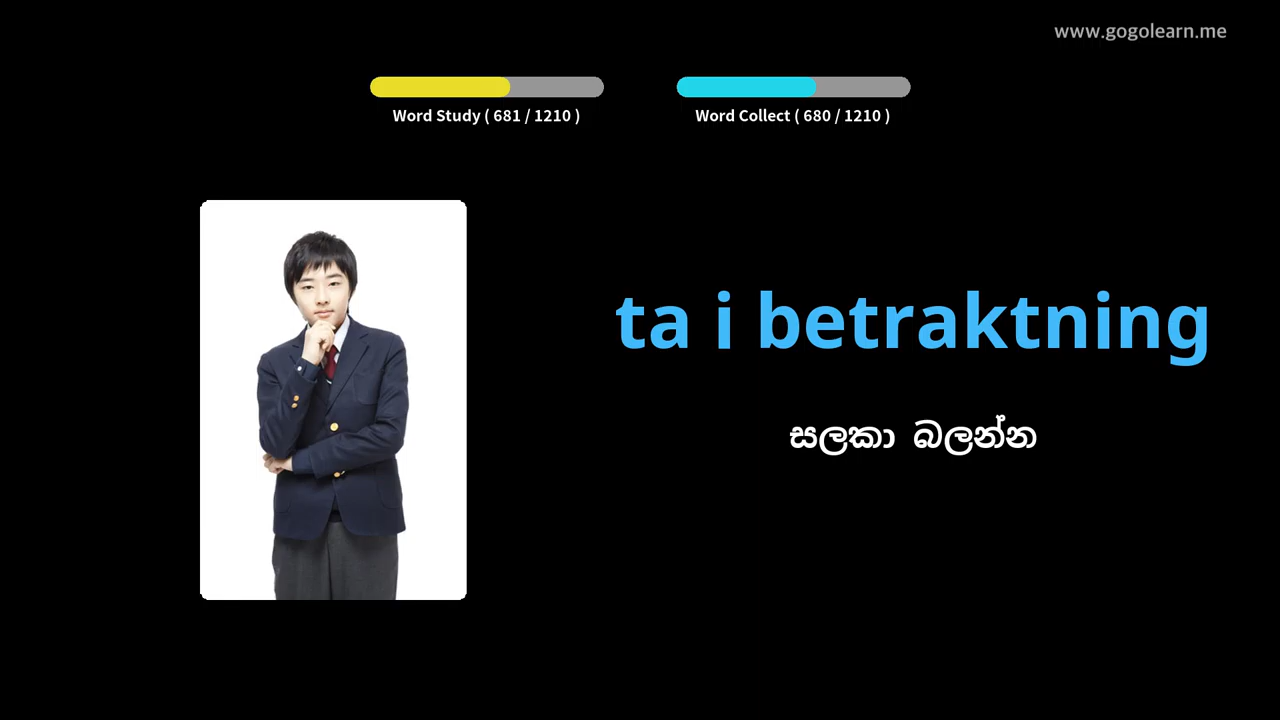 www.gogolearn.me
Word Study ( 681 / 1210 )
Word Collect ( 680 / 1210 )
ta i betraktning
සලකා බලන්න